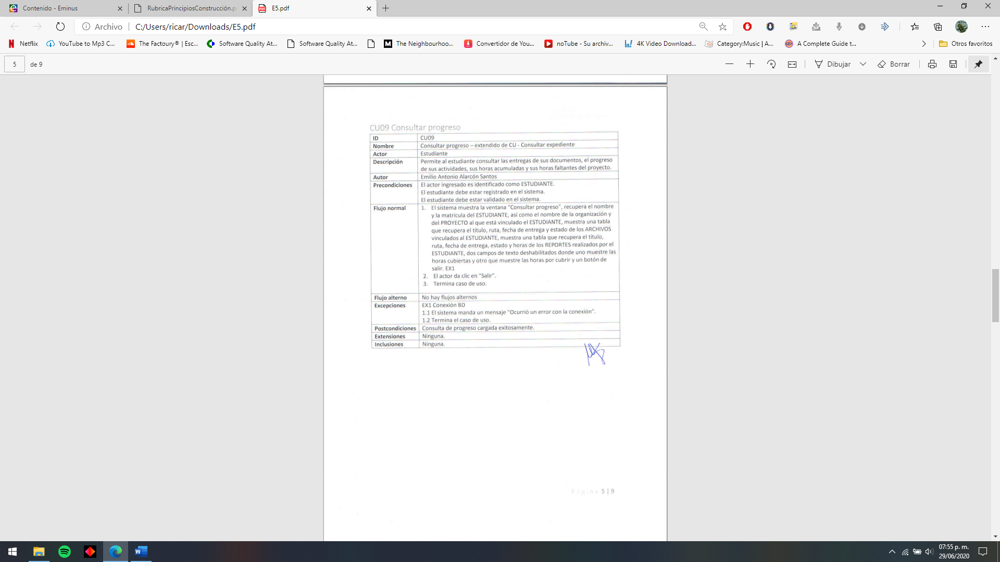 Contenido - Eminus
RubricaPrincipiosConstrucción.p
E5.pdf
Archivo
C:/Users/ricar/Downloads/E5.pdf
Netflix
YouTube to Mp3 C...
The Factoury® | Esc...
Software Quality At...
Software Quality At...
The Neighbourhoo...
Convertidor de You...
noTube - Su archiv...
4K Video Download...
Category:Music | A...
A Complete Guide t...
Otros favoritos
5 de 9
Dibujar
Borrar
CU09 Consultar progreso
ID CU09
Nombre Consultar progreso – extendido de CU - Consultar expediente
Actor Estudiante
Descripción Permite al estudiante consultar las entregas de sus documentos, el progreso
de sus actividades, sus horas acumuladas y sus horas faltantes del proyecto.
Autor Emilio Antonio Alarcón Santos
Precondiciones El actor ingresado es identificado como ESTUDIANTE.
El estudiante debe estar registrado en el sistema.
El estudiante debe estar validado en el sistema.
Flujo normal 1. El sistema muestra la ventana “Consultar progreso”, recupera el nombre
y la matricula del ESTUDIANTE, así como el nombre de la organización y
del PROYECTO al que está vinculado el ESTUDIANTE, muestra una tabla
que recupera el título, ruta, fecha de entrega y estado de los ARCHIVOS
vinculados al ESTUDIANTE, muestra una tabla que recupera el título,
ruta, fecha de entrega, estado y horas de los REPORTES realizados por el
ESTUDIANTE, dos campos de texto deshabilitados donde uno muestre las
horas cubiertas y otro que muestre las horas por cubrir y un botón de
salir. EX1
2. El actor da clic en “Salir”.
3. Termina caso de uso.
Flujo alterno No hay flujos alternos
Excepciones EX1 Conexión BD
1.1 El sistema manda un mensaje “Ocurrió un error con la conexión”.
1.2 Termina el caso de uso.
Postcondiciones Consulta de progreso cargada exitosamente.
Extensiones Ninguna.
Inclusiones Ninguna.
Página 5 | 9
07:55 p. m.
29/06/2020